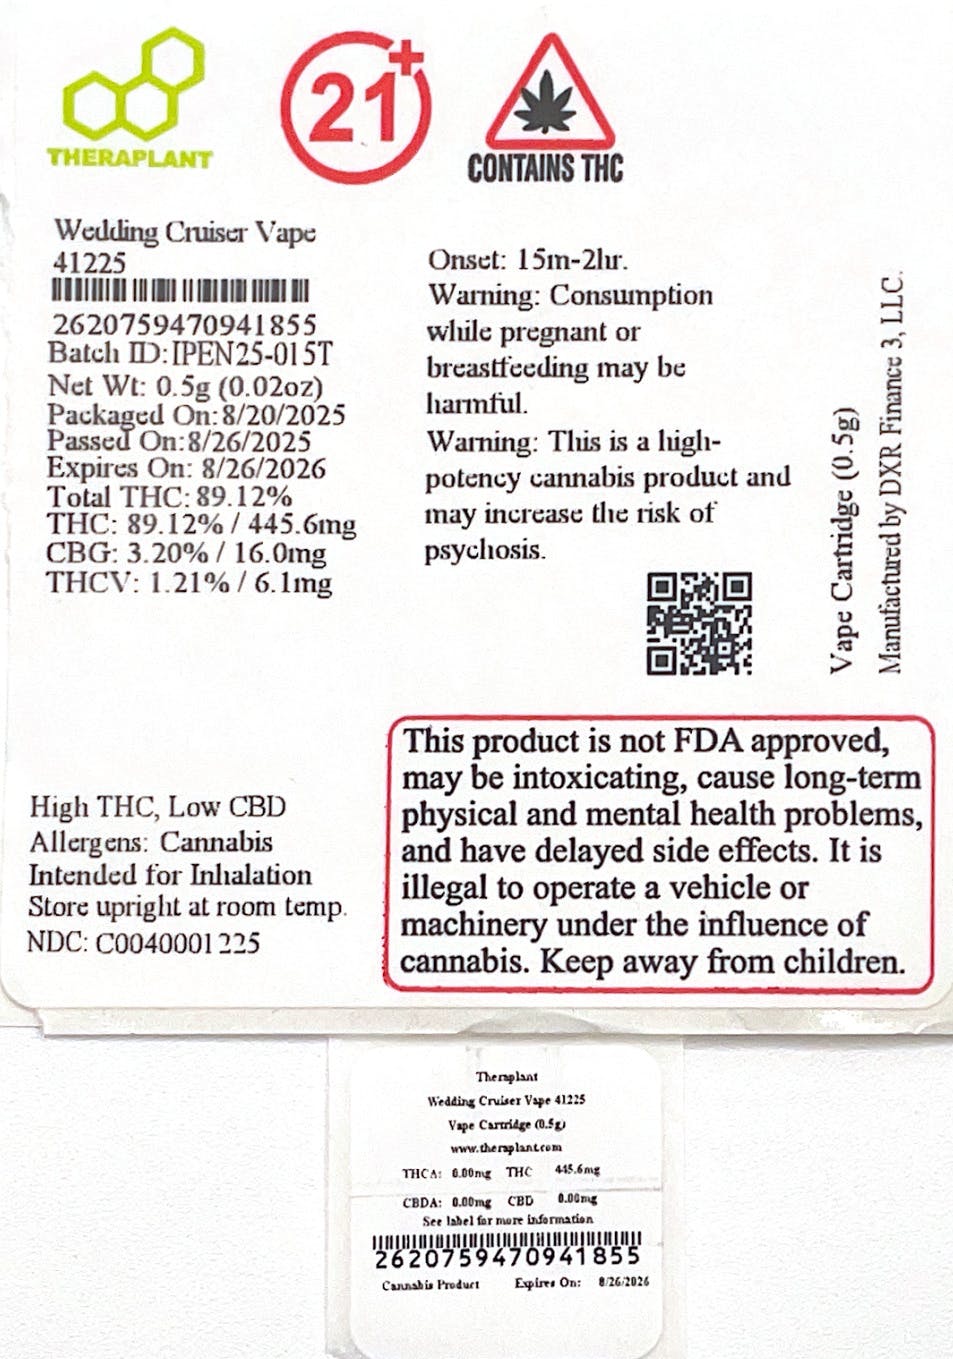 THERAPLANT
21+
CONTAINS THC
Wedding Cruiser Vape
41225
2620759470941855
Batch ID:IPEN25-015T
Net Wt: 0.5g (0.02oz)
Packaged On:8/20/2025
Passed On:8/26/2025
Expires On: 8/26/2026
Total THC: 89.12%
THC: 89.12% / 445.6mg
CBG: 3.20% / 16.0mg
THCV: 1.21% / 6.1mg
Onset: 15m-2hr.
Warning: Consumption
while pregnant or
breastfeeding may be
harmful.
Warning: This is a high-
potency cannabis product and
may increase the risk of
psychosis.
Vape Cartridge (0.5g)
Manufactured by DXR Finance 3, LLC.
High THC, Low CBD
Allergens: Cannabis
Intended for Inhalation
Store upright at room temp.
NDC: C0040001225
This product is not FDA approved,
may be intoxicating, cause long-term
physical and mental health problems,
and have delayed side effects. It is
illegal to operate a vehicle or
machinery under the influence of
cannabis. Keep away from children.
Theraplant
Wedding Cruiser Vape 41225
Vape Cartridge (0.5g)
www.theraplant.com
THCA: 0.00mg THC 445.6mg
CBDA: 0.00mg CBD 0.00mg
See label for more information
2620759470941855
Cannabis Product Expires On: 8/26/2026